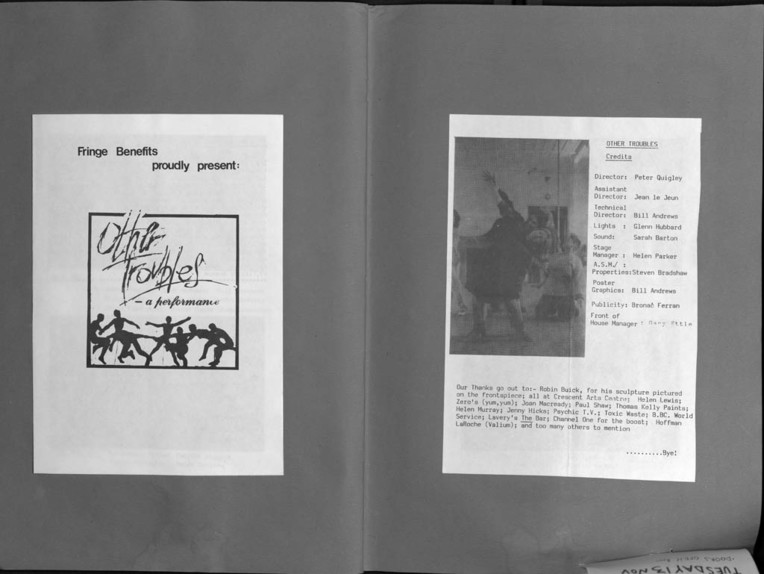 Fringe Benefits
proudly present:
Other
Troubles
– a performance
OTHER TROUBLES
Credits
Director: Peter Quigley
Assistant
Director: Jean le Jeun
Technical
Director: Bill Andrews
Lights : Glenn Hubbard
Sound: Sarah Barton
Stage
Manager : Helen Parker
A.S.M./ :
Properties:Steven Bradshaw
Poster
Graphics: Bill Andrews
Publicity: Bronaċ Ferran
Front of
House Manager :
Our Thanks go out to:- Robin Buick, for his sculpture pictured
on the frontspiece; all at Crescent Arts Centre; Helen Lewis;
Zero's (yum,yum); Joan Macready; Paul Shaw; Thomas Kelly Paints;
Helen Murray; Jenny Hinks; Psychic T.V.; Toxic Waste; B.BC. World
Service; Lavery's The Bar; Channel One for the boost; Hoffman
LaRoche (Valium); and too many others to mention
..........Bye!
TUESDAY 13 NOV